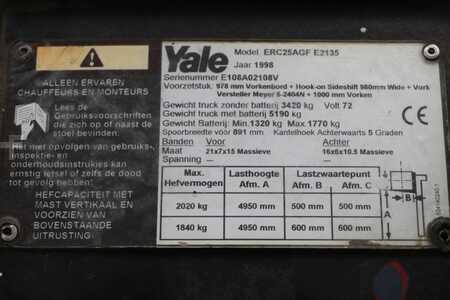 ALLEEN ERVAREN
CHAUFFEURS EN MONTEURS
Lees de
Gebruiksvoorschriften
die zich op of naast de
stoel bevinden.
Het niet opvolgen van gebruiks-,
inspektie- en
onderhoudsinstrukties kan
ernstig letsel of zelfs de dood
tot gevolg hebben.
HEFCAPACITEIT MET
MAST VERTIKAAL EN
VOORZIEN VAN
BOVENSTAANDE
UITRUSTING.
Yale
Model ERC25AGF E2135
Jaar 1998
Serienummer E108A02108V
Voorzetstuk: 978 mm Vorkenbord + Hook-on Sideshift 980mm Wide + Vork
Versteller Meyer 6-2404N + 1000 mm Vorken
Gewicht truck zonder batterij 3420 kg Volt 72
Gewicht truck met batterij 5190 kg
Gewicht Batterij: Min 1320 kg Max 1770 kg
Spoorbreedte vóór 891 mm Kantelhoek Achterwaarts 5 Graden
Banden Voor: Achter:
Maat 21x7x15 Massieve 16x6x10.5 Massieve
Spanning — —
Max. Hefvermogen Lasthoogte Afm. A Lastzwaartepunt Afm. B Afm. C
2020 kg 4950 mm 500 mm 500 mm
1840 kg 4950 mm 600 mm 600 mm
C
B
A